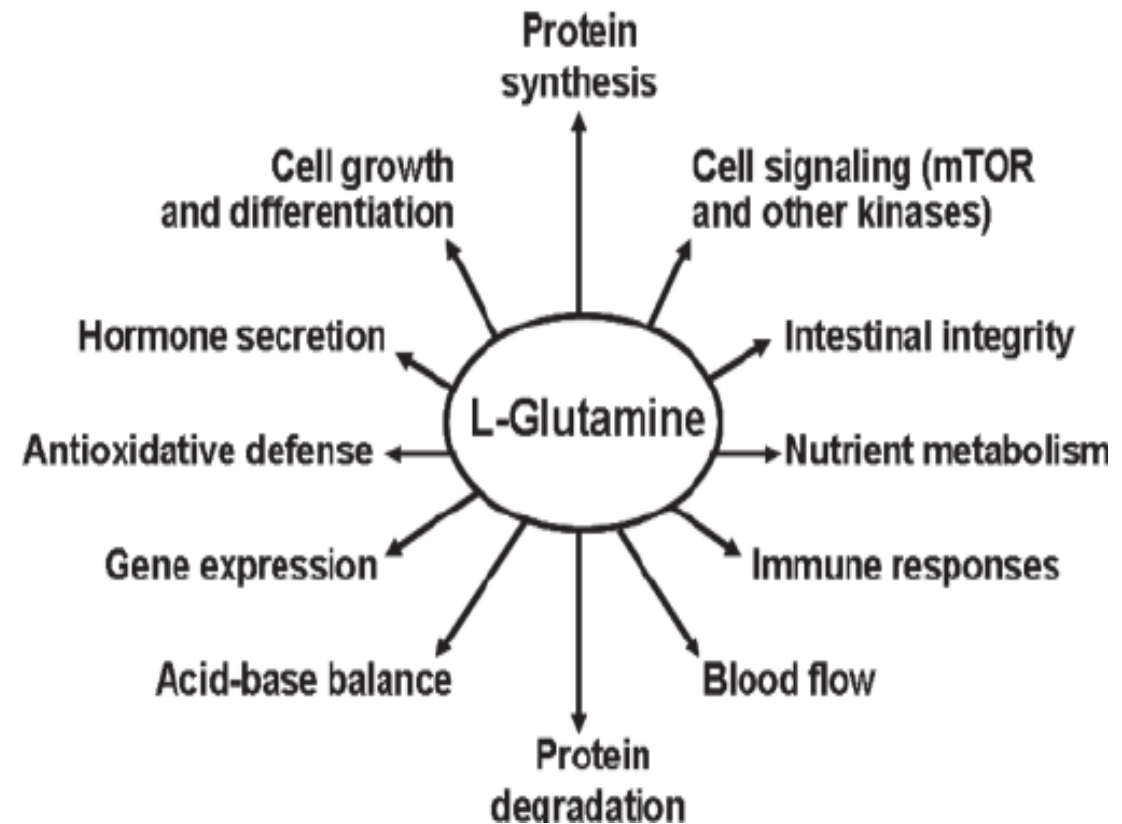 Protein
synthesis
Cell growth
and differentiation
Cell signaling (mTOR
and other kinases)
Hormone secretion
Intestinal integrity
L-Glutamine
Antioxidative defense
Nutrient metabolism
Gene expression
Immune responses
Acid-base balance
Blood flow
Protein
degradation